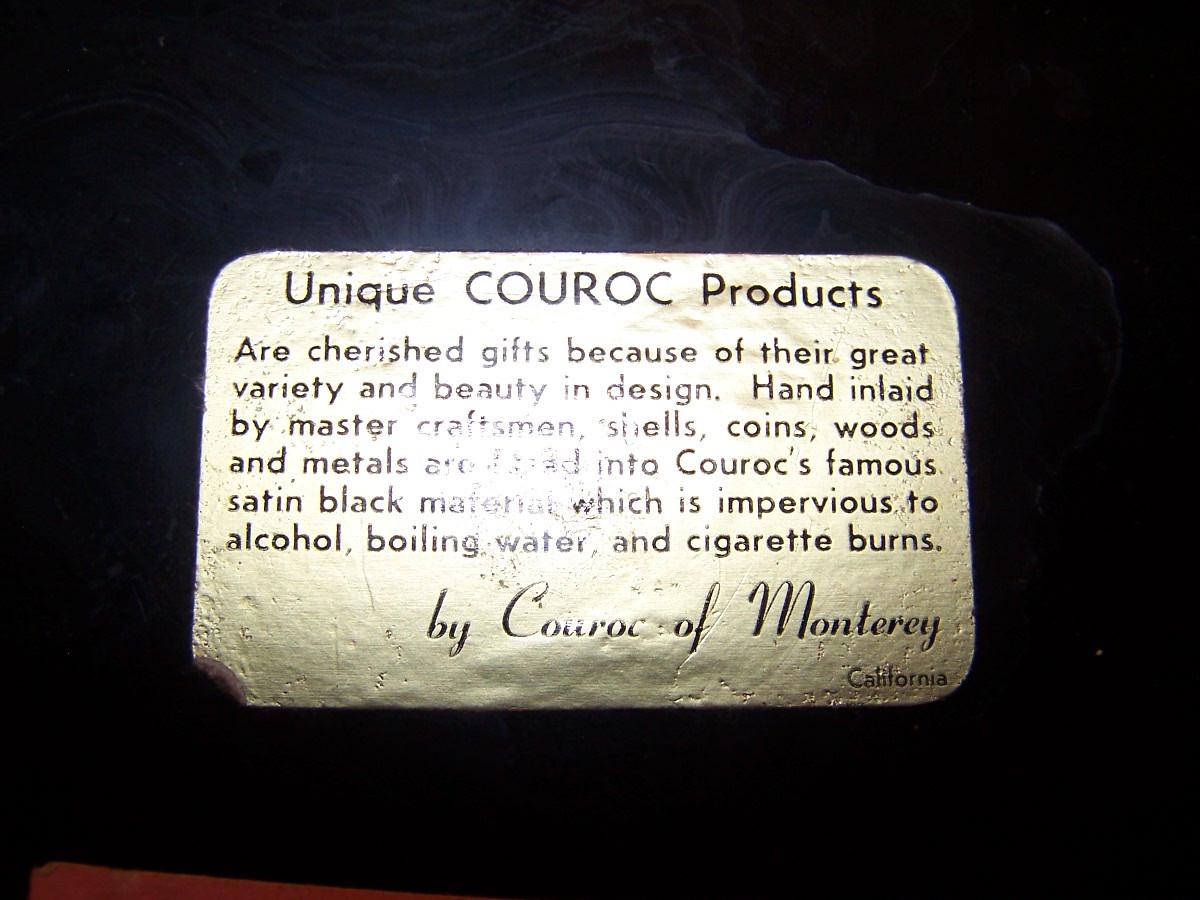 Unique COUROC Products
Are cherished gifts because of their great
variety and beauty in design. Hand inlaid
by master craftsmen, shells, coins, woods
and metals are into Couroc's famous
satin black material which is impervious to
alcohol, boiling water, and cigarette burns.
by Couroc of Monterey
California